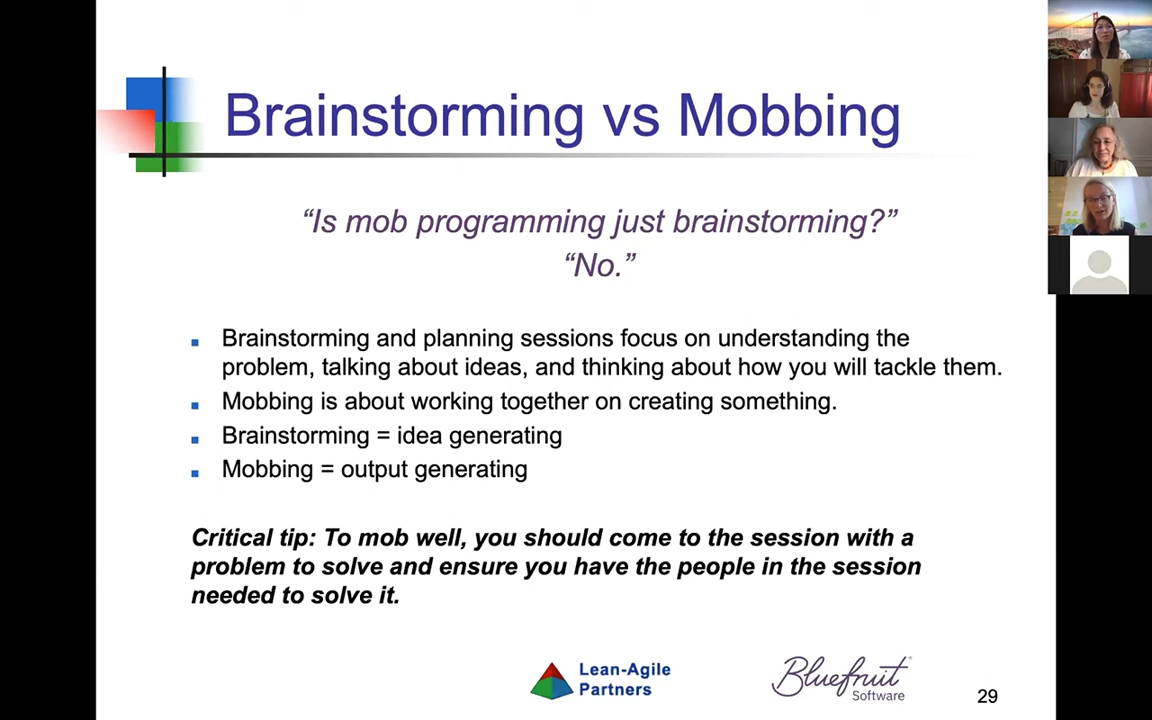 Brainstorming vs Mobbing
“Is mob programming just brainstorming?”
“No.”
Brainstorming and planning sessions focus on understanding the
problem, talking about ideas, and thinking about how you will tackle them.
Mobbing is about working together on creating something.
Brainstorming = idea generating
Mobbing = output generating
Critical tip: To mob well, you should come to the session with a
problem to solve and ensure you have the people in the session
needed to solve it.
Lean-Agile
Partners
Bluefruit
Software
29